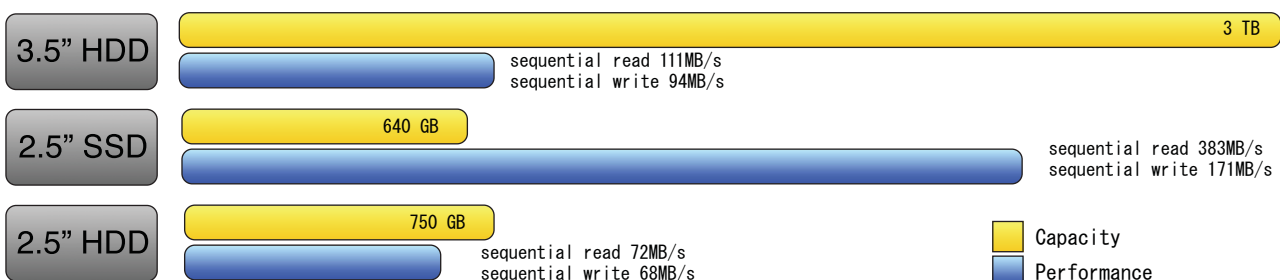 3.5” HDD
3 TB
sequential read 111MB/s
sequential write 94MB/s
2.5” SSD
640 GB
sequential read 383MB/s
sequential write 171MB/s
2.5” HDD
750 GB
sequential read 72MB/s
sequential write 68MB/s
Capacity
Performance